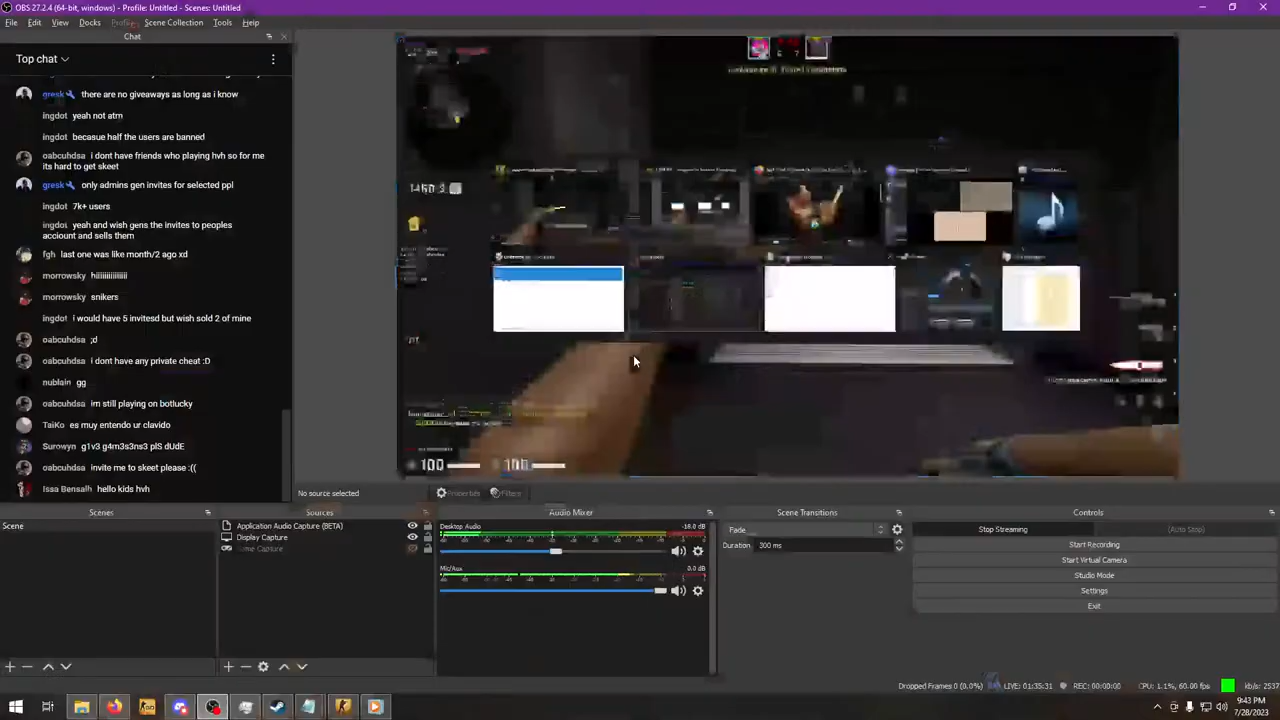 OBS 27.2.4 (64-bit, windows) - Profile: Untitled - Scenes: Untitled
File Edit View Docks Profile Scene Collection Tools Help
Chat
Top chat
gresk there are no giveaways as long as i know
ingdot yeah not atm
ingdot becasue half the users are banned
oabcuhdsa i dont have friends who playing hvh so for me
its hard to get skeet
gresk only admins gen invites for selected ppl
ingdot 7k+ users
ingdot yeah and wish gens the invites to peoples
acciount and sells them
fgh last one was like month/2 ago xd
morrowsky hiiiiiiiiiiiiiiii
morrowsky snikers
ingdot i would have 5 invitesd but wish sold 2 of mine
oabcuhdsa ;d
oabcuhdsa i dont have any private cheat :D
nublain gg
oabcuhdsa im still playing on botlucky
TaiKo es muy entendo ur clavido
Surowyn g1v3 g4m3s3ns3 plS dUdE
oabcuhdsa invite me to skeet please :((
Issa Bensalh hello kids hvh
100
100
No source selected
Properties
Filters
Scenes
Sources
Audio Mixer
Scene Transitions
Controls
Scene
Application Audio Capture (BETA)
Display Capture
Game Capture
Desktop Audio
-18.0 dB
Mic/Aux
0.0 dB
Fade
Duration 300 ms
Stop Streaming
(Auto Stop)
Start Recording
Start Virtual Camera
Studio Mode
Settings
Exit
Dropped Frames 0 (0.0%)
LIVE: 01:35:31
REC: 00:00:00
CPU: 1.1%, 60.00 fps
kb/s: 2537
9:43 PM
7/28/2023